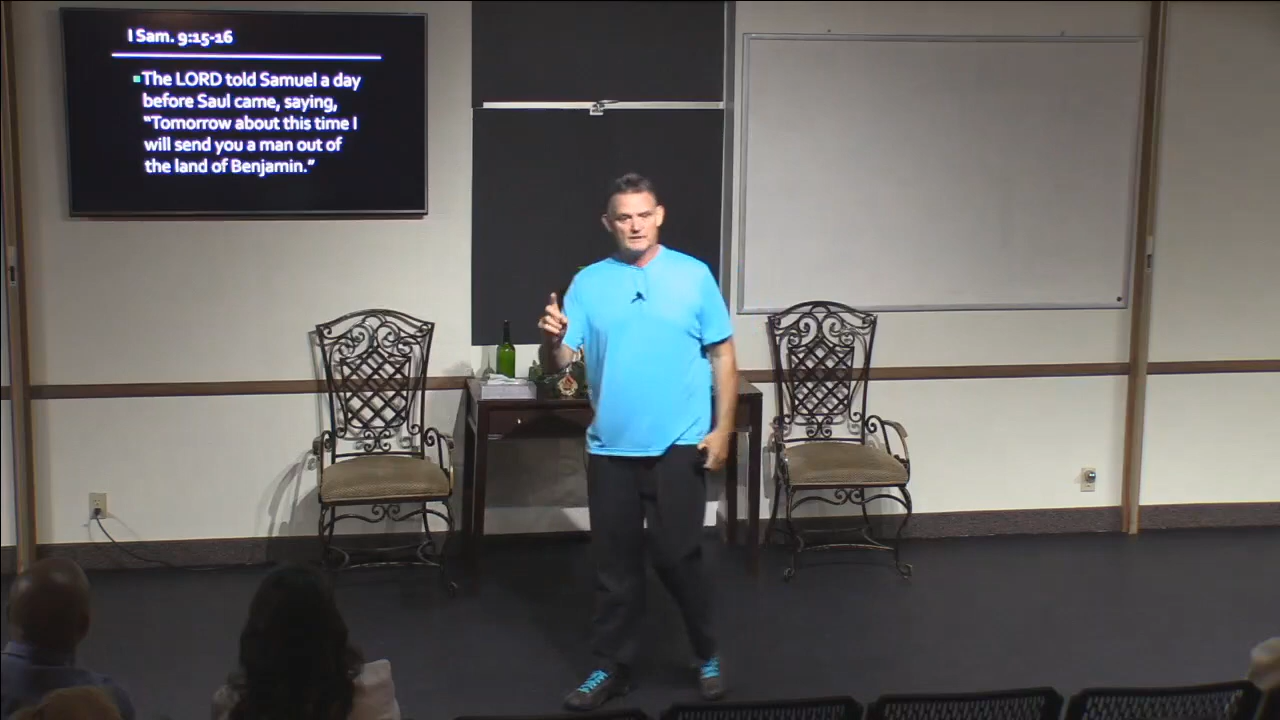 I Sam. 9:15-16
The LORD told Samuel a day
before Saul came, saying,
“Tomorrow about this time I
will send you a man out of
the land of Benjamin.”